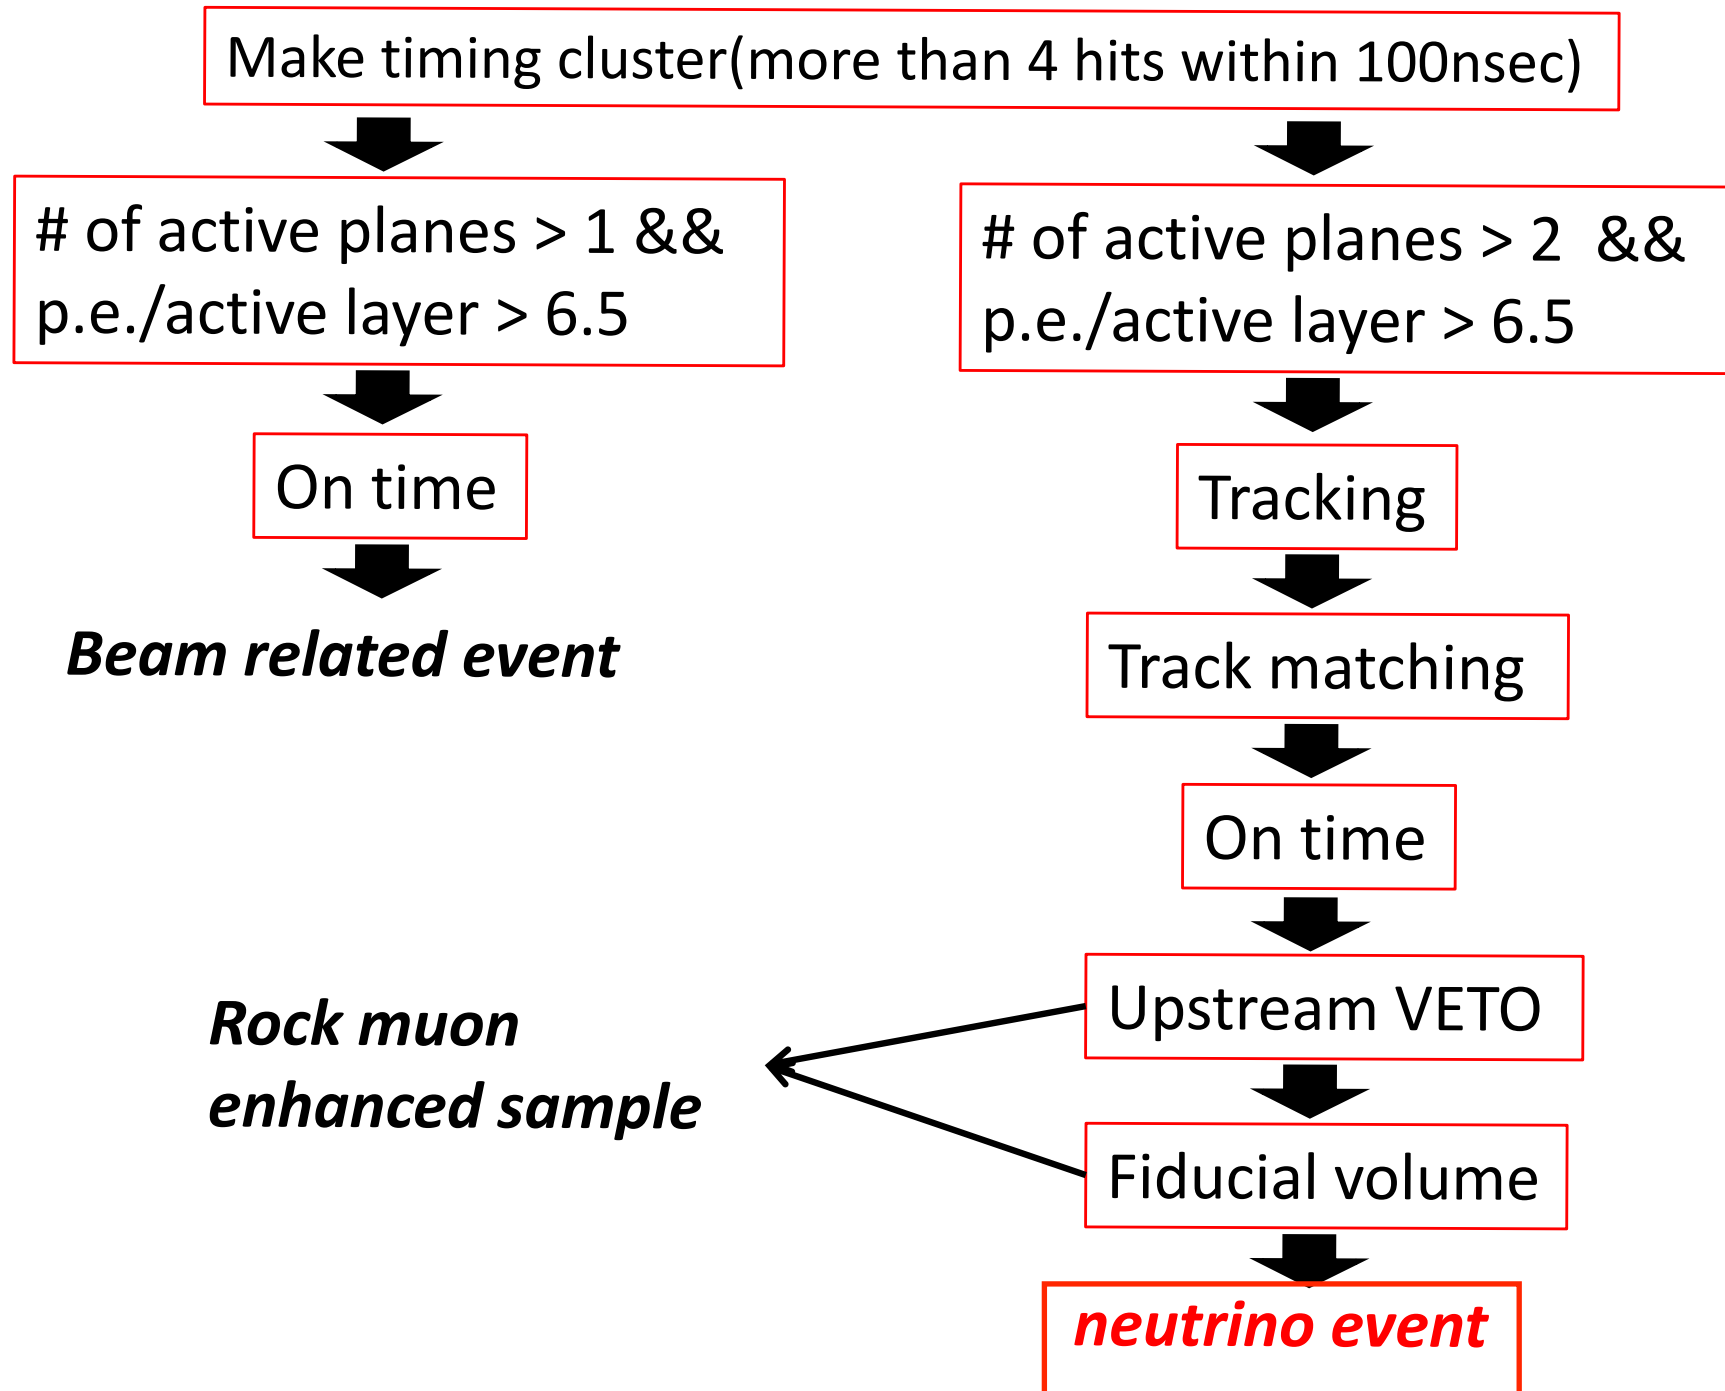 Make timing cluster(more than 4 hits within 100nsec)
# of active planes > 1 &&
p.e./active layer > 6.5
On time
Beam related event
# of active planes > 2 &&
p.e./active layer > 6.5
Tracking
Track matching
On time
Upstream VETO
Rock muon
enhanced sample
Fiducial volume
neutrino event